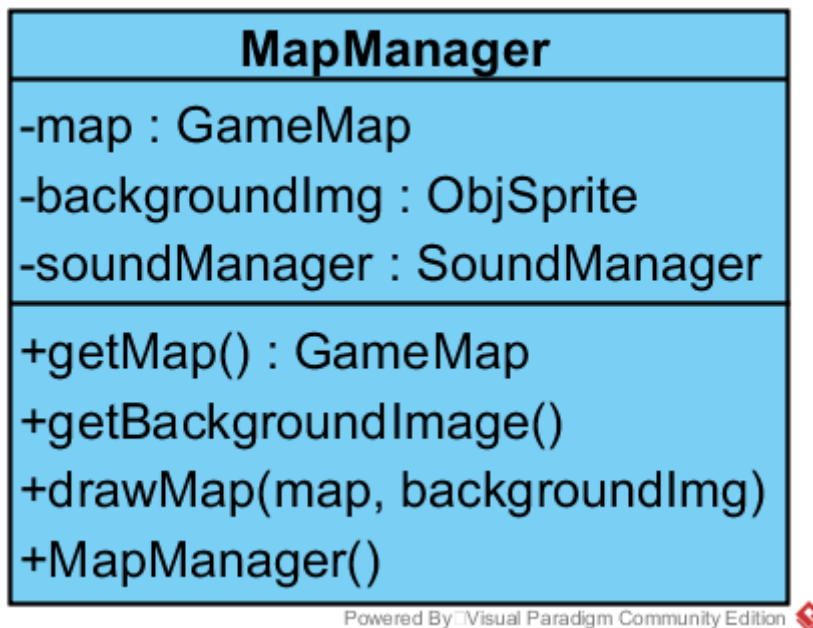 MapManager
-map : GameMap
-backgroundImg : ObjSprite
-soundManager : SoundManager
+getMap() : GameMap
+getBackgroundImage()
+drawMap(map, backgroundImg)
+MapManager()
Powered By□Visual Paradigm Community Edition